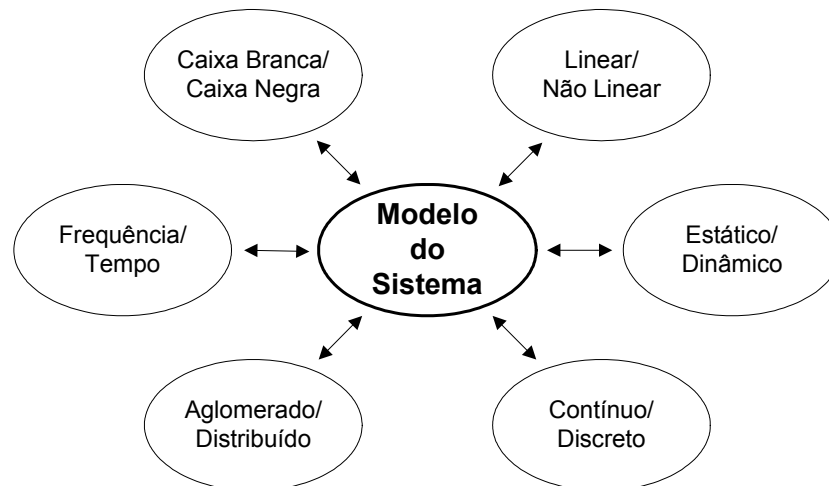 Caixa Branca/
Caixa Negra
Linear/
Não Linear
Frequência/
Tempo
Modelo
do
Sistema
Estático/
Dinâmico
Aglomerado/
Distribuído
Contínuo/
Discreto